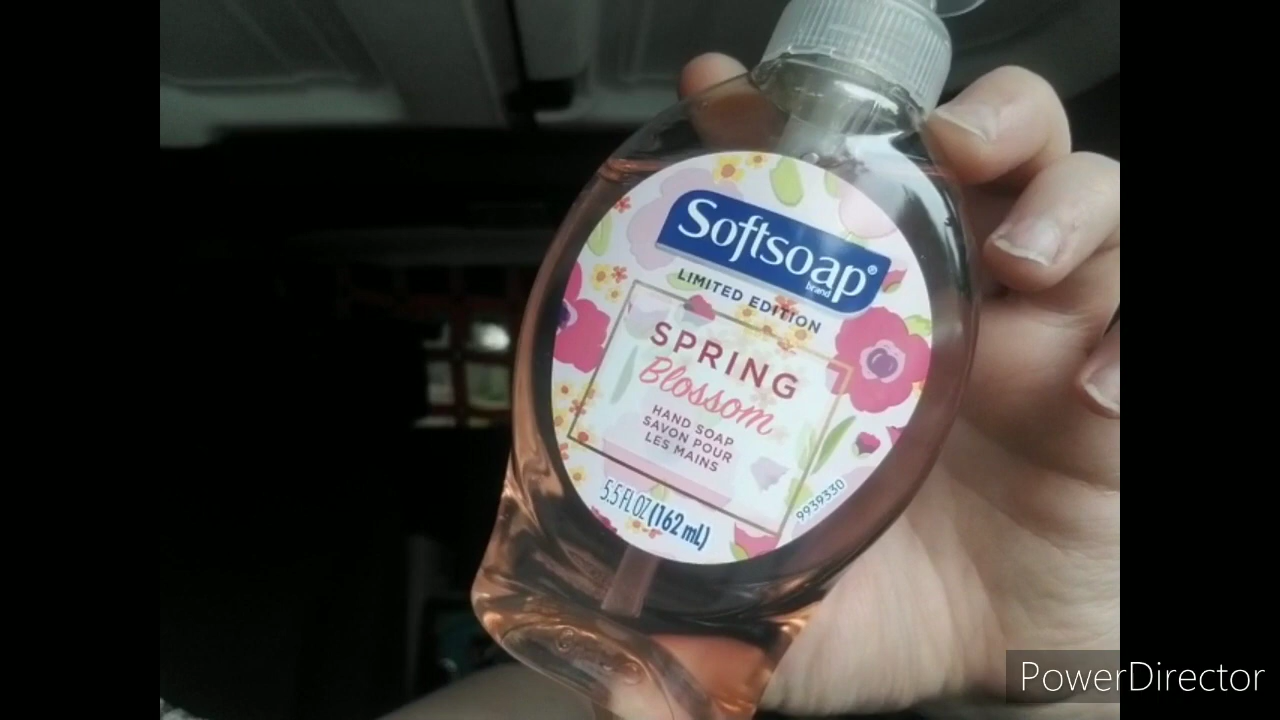 Softsoap®
brand
LIMITED EDITION
SPRING
Blossom
HAND SOAP
SAVON POUR
LES MAINS
5.5 FL OZ (162 mL)
9939330
PowerDirector